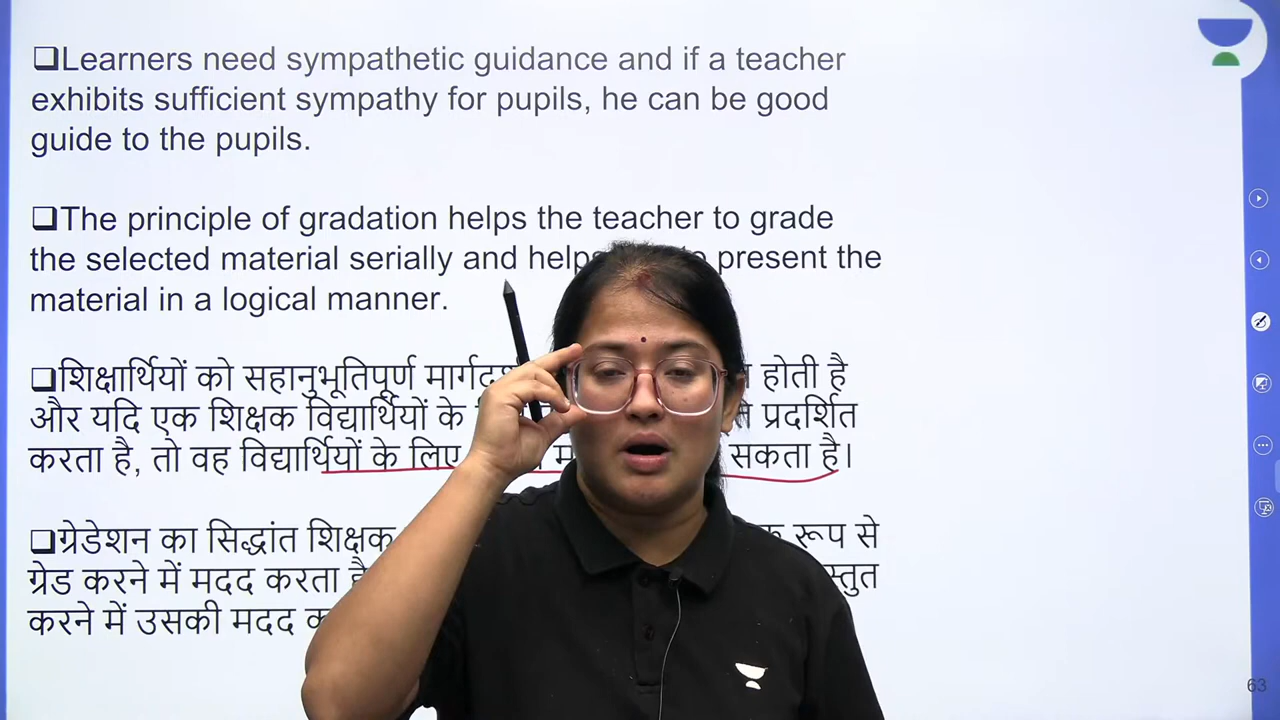 ❑Learners need sympathetic guidance and if a teacher
exhibits sufficient sympathy for pupils, he can be good
guide to the pupils.
❑The principle of gradation helps the teacher to grade
the selected material serially and helps present the
material in a logical manner.
❑शिक्षार्थियों को सहानुभूतिपूर्ण होती है
और यदि एक शिक्षक विद्यार्थियों के प्रदर्शित
करता है, तो वह विद्यार्थियों के लिए सकता है।
❑ग्रेडेशन का सिद्धांत शिक्षक रूप से
ग्रेड करने में मदद करता
करने में उसकी मदद
63